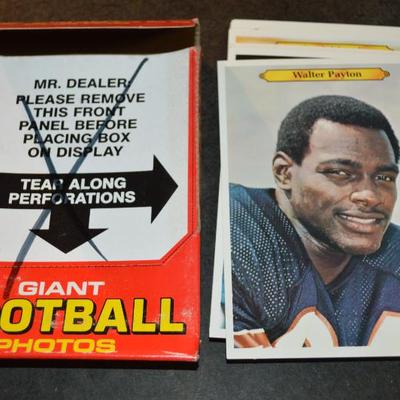 MR. DEALER
PLEASE REMOVE
THIS FRONT
PANEL BEFORE
PLACING BOX
ON DISPLAY
TEAR ALONG
PERFORATIONS
GIANT
OOTBALL
PHOTOS
Walter Payton